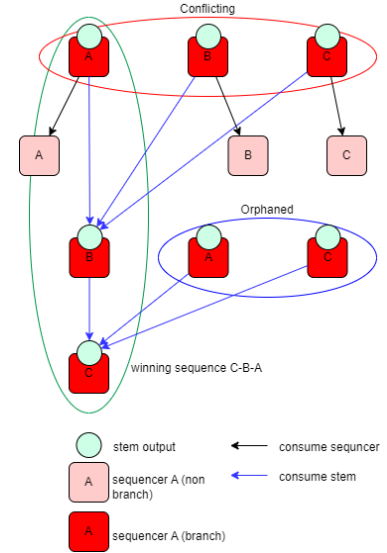 Conflicting
A
B
C
A
B
C
Orphaned
B
A
C
C
winning sequence C-B-A
stem output
consume sequncer
A
sequencer A (non
branch)
consume stem
A
sequencer A (branch)